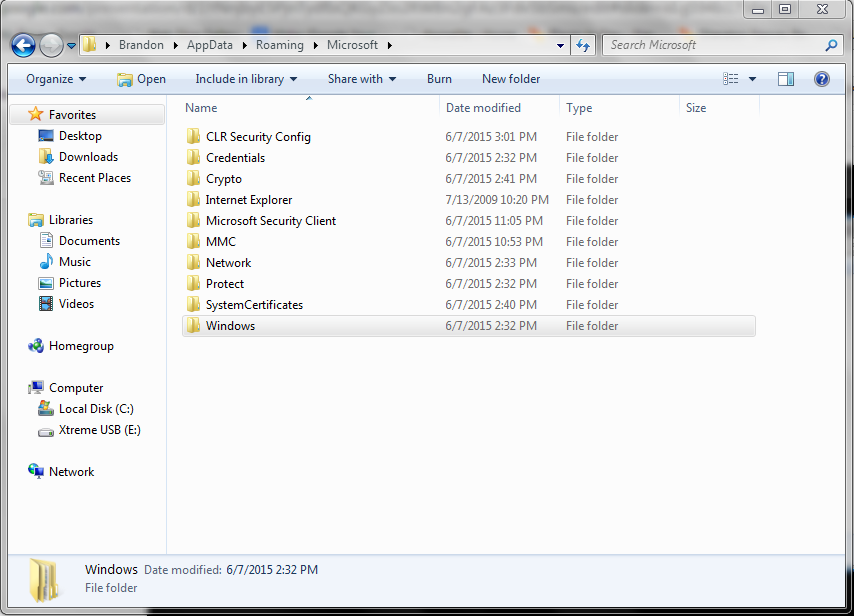 Brandon AppData Roaming Microsoft Search Microsoft
Organize Open Include in library Share with Burn New folder
Favorites
Desktop
Downloads
Recent Places
Libraries
Documents
Music
Pictures
Videos
Homegroup
Computer
Local Disk (C:)
Xtreme USB (E:)
Network
Name Date modified Type Size
CLR Security Config 6/7/2015 3:01 PM File folder
Credentials 6/7/2015 2:32 PM File folder
Crypto 6/7/2015 2:41 PM File folder
Internet Explorer 7/13/2009 10:20 PM File folder
Microsoft Security Client 6/7/2015 11:05 PM File folder
MMC 6/7/2015 10:53 PM File folder
Network 6/7/2015 2:33 PM File folder
Protect 6/7/2015 2:32 PM File folder
SystemCertificates 6/7/2015 2:40 PM File folder
Windows 6/7/2015 2:32 PM File folder
Windows Date modified: 6/7/2015 2:32 PM
File folder